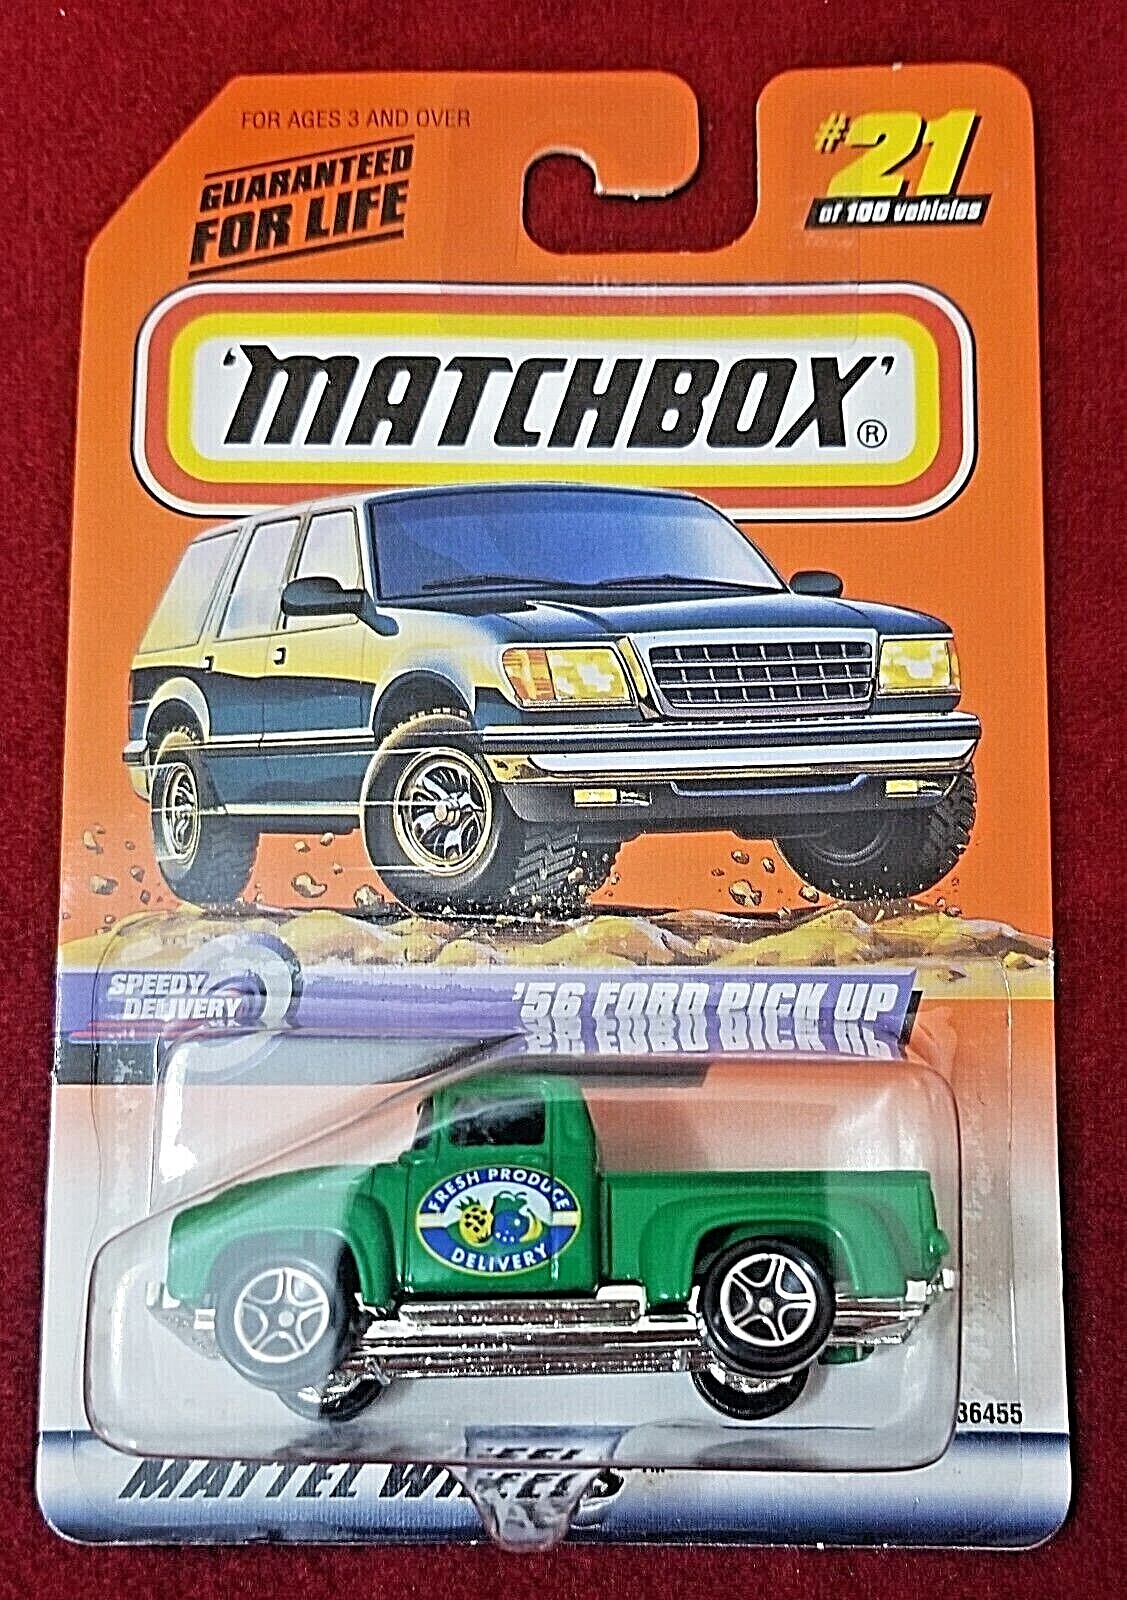 FOR AGES 3 AND OVER
GUARANTEED
FOR LIFE
#21
of 100 vehicles
'MATCHBOX'®
SPEEDY
DELIVERY
'56 FORD PICK UP
FRESH PRODUCE
DELIVERY
36455
MATTEL WHEELS™